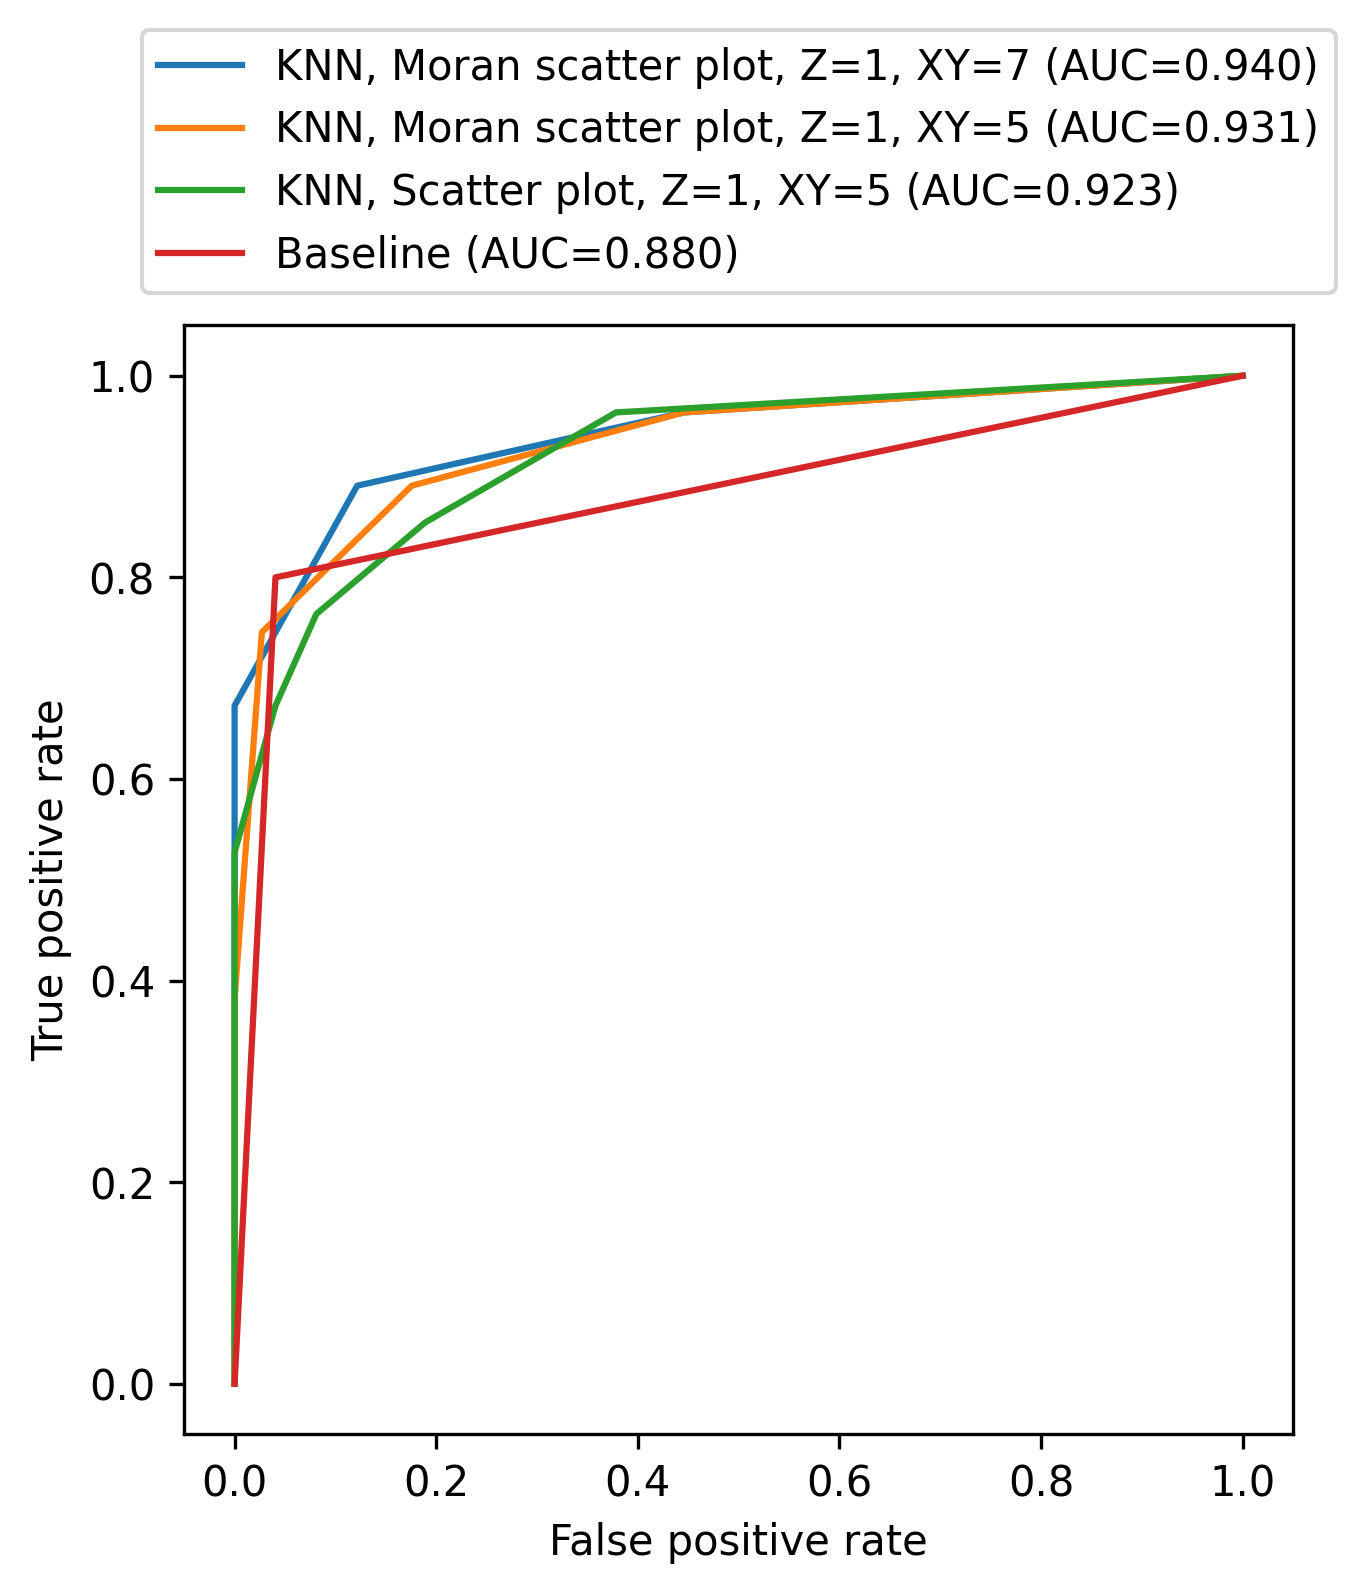 KNN, Moran scatter plot, Z=1, XY=7 (AUC=0.940)
KNN, Moran scatter plot, Z=1, XY=5 (AUC=0.931)
KNN, Scatter plot, Z=1, XY=5 (AUC=0.923)
Baseline (AUC=0.880)
1.0
0.8
0.6
0.4
0.2
0.0
True positive rate
0.0 0.2 0.4 0.6 0.8 1.0
False positive rate